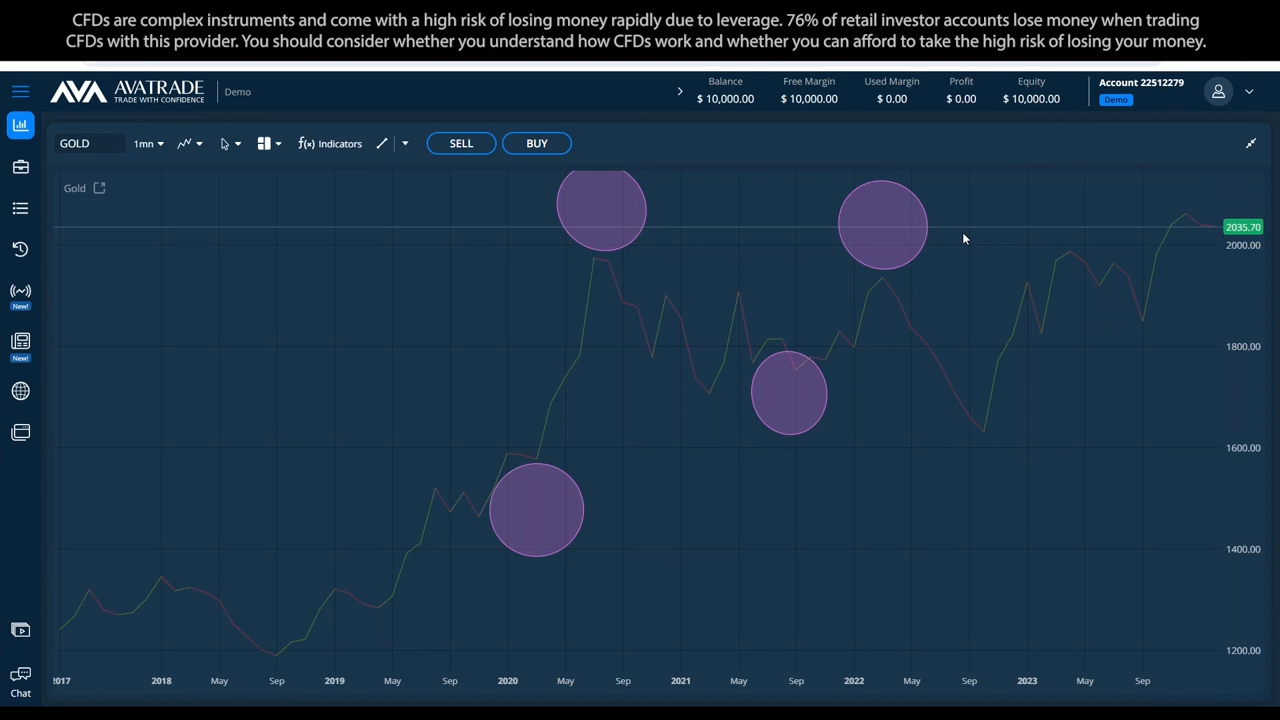 CFDs are complex instruments and come with a high risk of losing money rapidly due to leverage. 76% of retail investor accounts lose money when trading
CFDs with this provider. You should consider whether you understand how CFDs work and whether you can afford to take the high risk of losing your money.
AVATRADE
TRADE WITH CONFIDENCE
Demo
Balance
$ 10,000.00
Free Margin
$ 10,000.00
Used Margin
$ 0.00
Profit
$ 0.00
Equity
$ 10,000.00
Account 22512279
Demo
GOLD
1mn
f(x) Indicators
SELL
BUY
Gold
2035.70
2000.00
1800.00
1600.00
1400.00
1200.00
New!
New!
Chat
2017 2018 May Sep 2019 May Sep 2020 May Sep 2021 May Sep 2022 May Sep 2023 May Sep